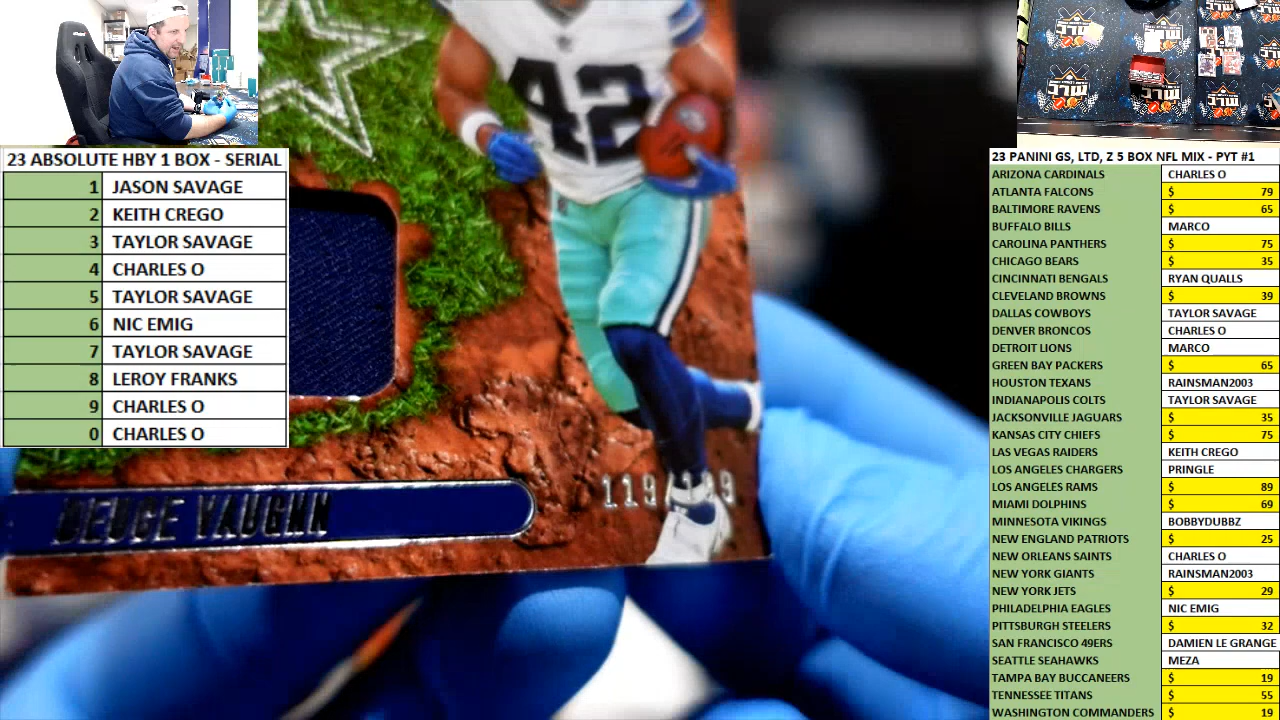 23 ABSOLUTE HBY 1 BOX - SERIAL
1 JASON SAVAGE
2 KEITH CREGO
3 TAYLOR SAVAGE
4 CHARLES O
5 TAYLOR SAVAGE
6 NIC EMIG
7 TAYLOR SAVAGE
8 LEROY FRANKS
9 CHARLES O
0 CHARLES O
42
DEUCE VAUGHN
23 PANINI GS, LTD, Z 5 BOX NFL MIX - PYT #1
ARIZONA CARDINALS CHARLES O
ATLANTA FALCONS $ 79
BALTIMORE RAVENS $ 65
BUFFALO BILLS MARCO
CAROLINA PANTHERS $ 75
CHICAGO BEARS $ 35
CINCINNATI BENGALS RYAN QUALLS
CLEVELAND BROWNS $ 39
DALLAS COWBOYS TAYLOR SAVAGE
DENVER BRONCOS CHARLES O
DETROIT LIONS MARCO
GREEN BAY PACKERS $ 65
HOUSTON TEXANS RAINSMAN2003
INDIANAPOLIS COLTS TAYLOR SAVAGE
JACKSONVILLE JAGUARS $ 35
KANSAS CITY CHIEFS $ 75
LAS VEGAS RAIDERS KEITH CREGO
LOS ANGELES CHARGERS PRINGLE
LOS ANGELES RAMS $ 89
MIAMI DOLPHINS $ 69
MINNESOTA VIKINGS BOBBYDUBBZ
NEW ENGLAND PATRIOTS $ 25
NEW ORLEANS SAINTS CHARLES O
NEW YORK GIANTS RAINSMAN2003
NEW YORK JETS $ 29
PHILADELPHIA EAGLES NIC EMIG
PITTSBURGH STEELERS $ 32
SAN FRANCISCO 49ERS DAMIEN LE GRANGE
SEATTLE SEAHAWKS MEZA
TAMPA BAY BUCCANEERS $ 19
TENNESSEE TITANS $ 55
WASHINGTON COMMANDERS $ 19